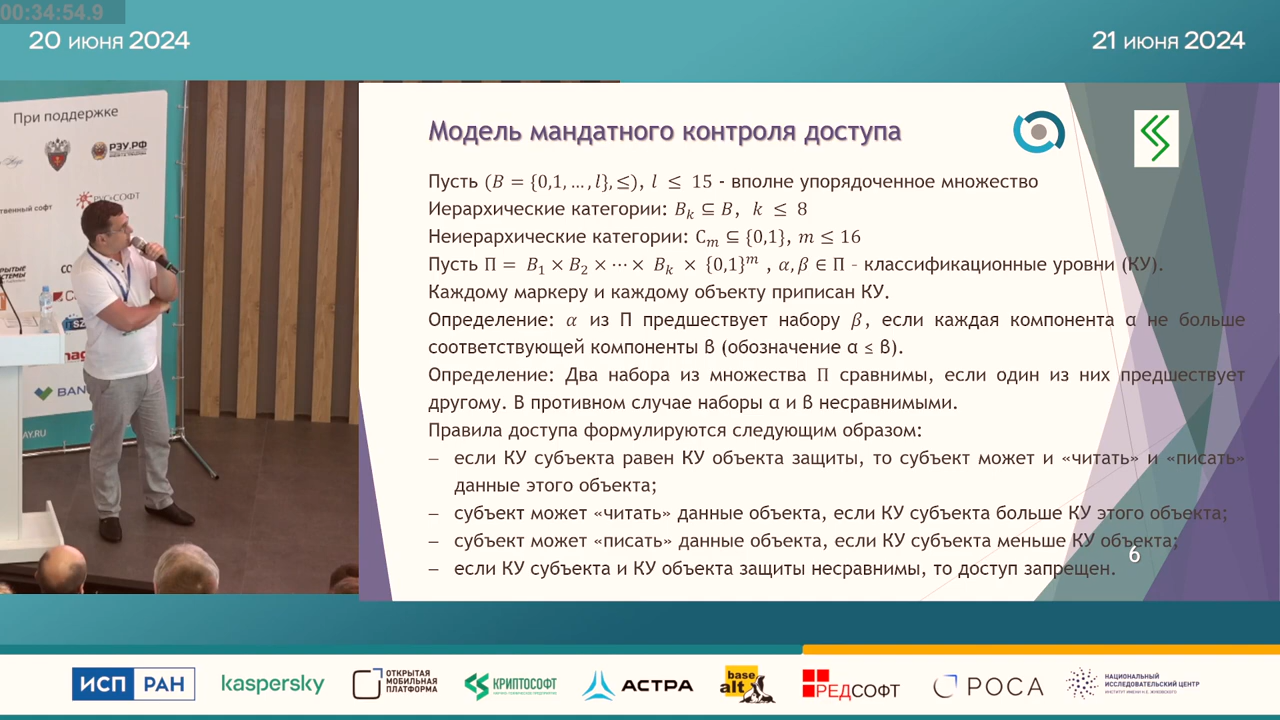 00:34:54.9
20 июня 2024
21 июня 2024
При поддержке
РЗУ.РФ
РУСОФТ
Модель мандатного контроля доступа
Пусть (B = {0,1, … , l}, ≤), l ≤ 15 - вполне упорядоченное множество
Иерархические категории: Bₖ ⊆ B, k ≤ 8
Неиерархические категории: Cₘ ⊆ {0,1}, m ≤ 16
Пусть Π = B₁ × B₂ × ⋯ × Bₖ × {0,1}ᵐ , α, β ∈ Π - классификационные уровни (КУ).
Каждому маркеру и каждому объекту приписан КУ.
Определение: α из Π предшествует набору β, если каждая компонента α не больше
соответствующей компоненты β (обозначение α ≤ β).
Определение: Два набора из множества Π сравнимы, если один из них предшествует
другому. В противном случае наборы α и β несравнимыми.
Правила доступа формулируются следующим образом:
− если КУ субъекта равен КУ объекта защиты, то субъект может и «читать» и «писать»
данные этого объекта;
− субъект может «читать» данные объекта, если КУ субъекта больше КУ этого объекта;
− субъект может «писать» данные объекта, если КУ субъекта меньше КУ объекта;
− если КУ субъекта и КУ объекта защиты несравнимы, то доступ запрещен.
6
ИСП РАН
kaspersky
ОТКРЫТАЯ
МОБИЛЬНАЯ
ПЛАТФОРМА
КРИПТОСОФТ
АСТРА
base
alt
РЕДСОФТ
РОСА
НАЦИОНАЛЬНЫЙ
ИССЛЕДОВАТЕЛЬСКИЙ ЦЕНТР